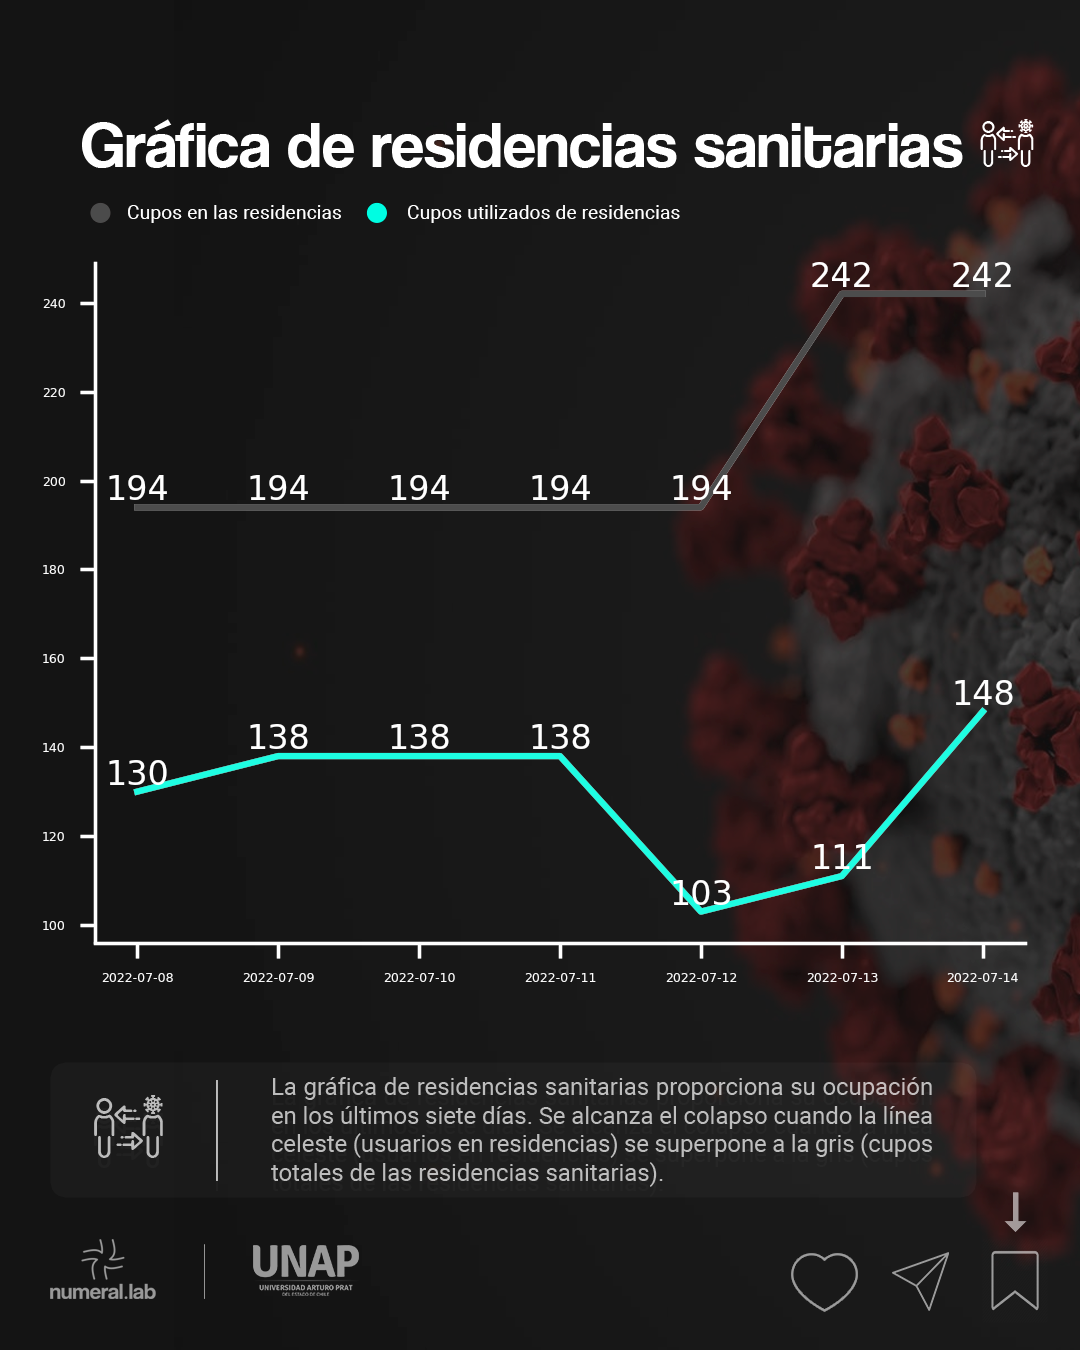 Gráfica de residencias sanitarias
Cupos en las residencias Cupos utilizados de residencias
242 242
240
220
200
194 194 194 194 194
180
160
148
140
138 138 138
130
120
111
103
100
2022-07-08 2022-07-09 2022-07-10 2022-07-11 2022-07-12 2022-07-13 2022-07-14
La gráfica de residencias sanitarias proporciona su ocupación
en los últimos siete días. Se alcanza el colapso cuando la línea
celeste (usuarios en residencias) se superpone a la gris (cupos
totales de las residencias sanitarias).
numeral.lab
UNAP
UNIVERSIDAD ARTURO PRAT
DEL ESTADO DE CHILE